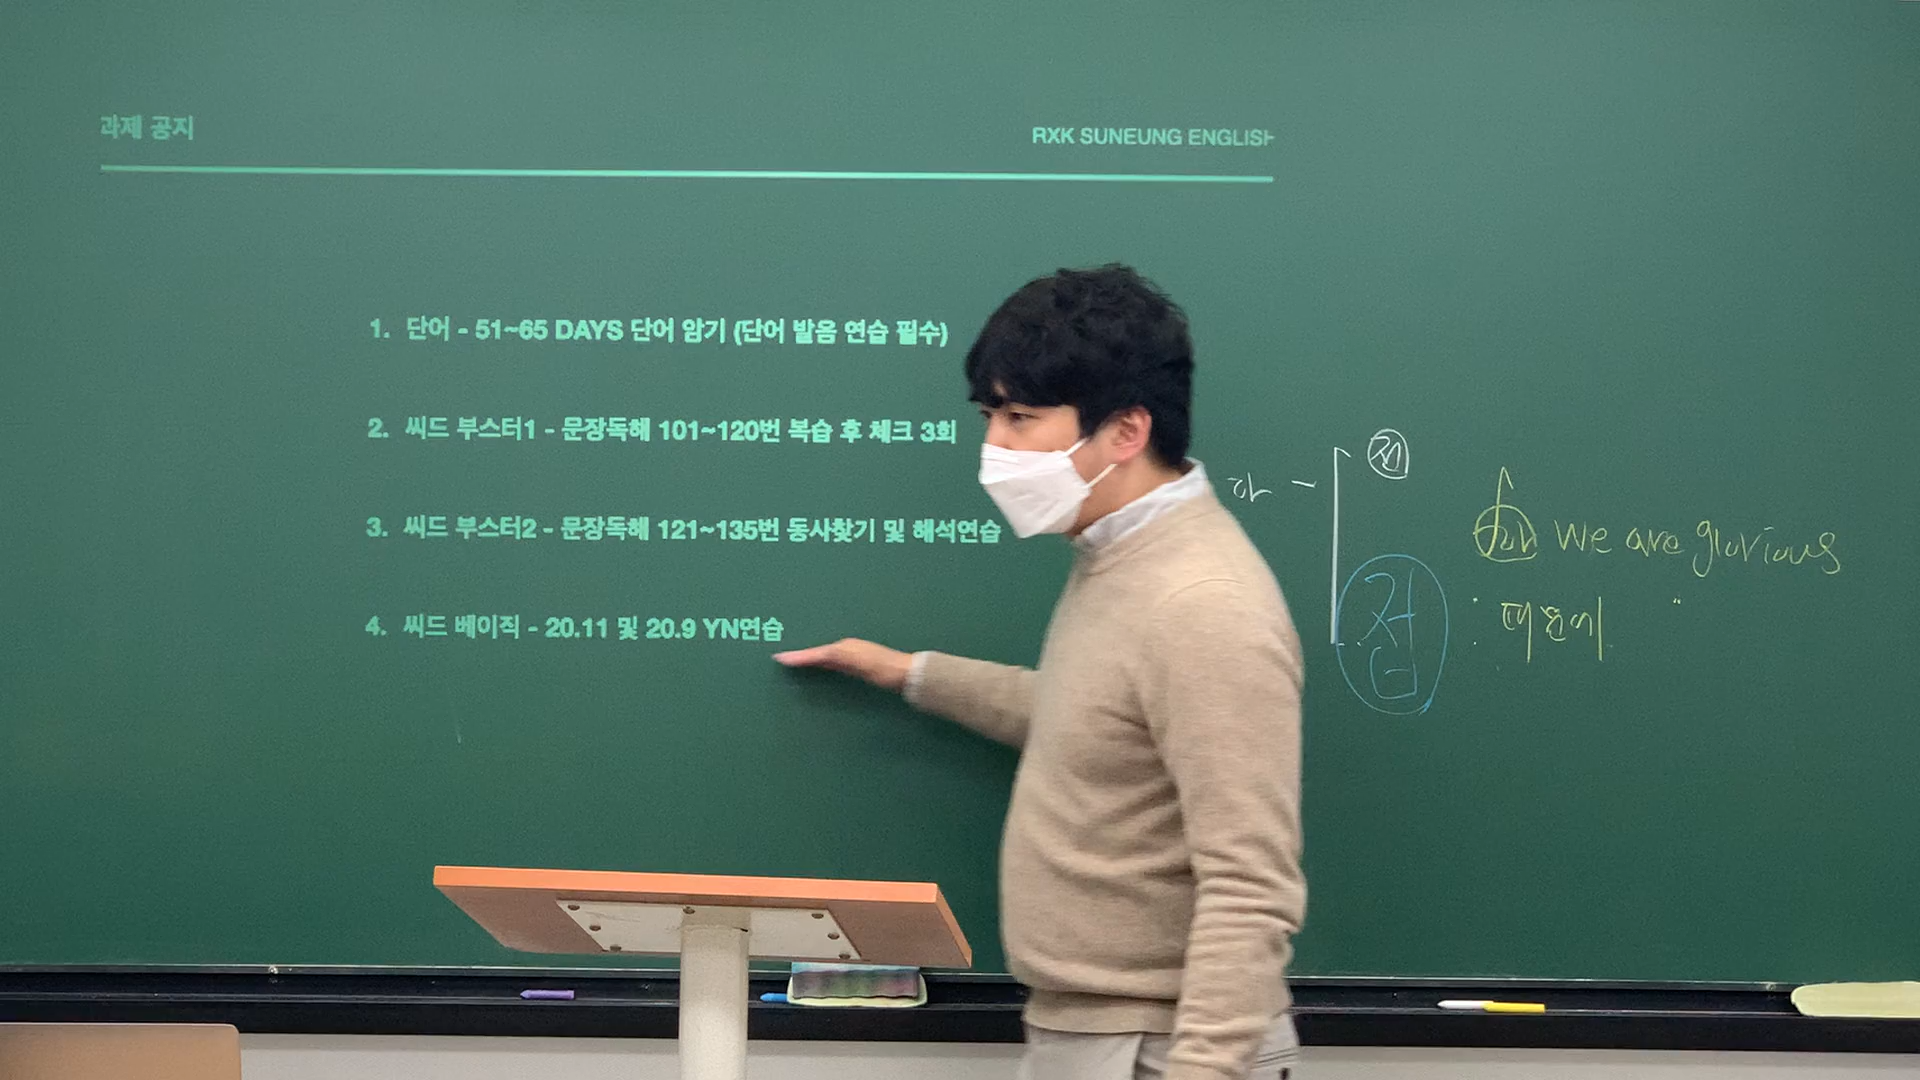 과제 공지
RXK SUNEUNG ENGLISH
1. 단어 - 51~65 DAYS 단어 암기 (단어 발음 연습 필수)
2. 씨드 부스터1 - 문장독해 101~120번 복습 후 체크 3회
3. 씨드 부스터2 - 문장독해 121~135번 동사찾기 및 해석연습
4. 씨드 베이직 - 20.11 및 20.9 YN연습
전
접
we are glorious
때문에